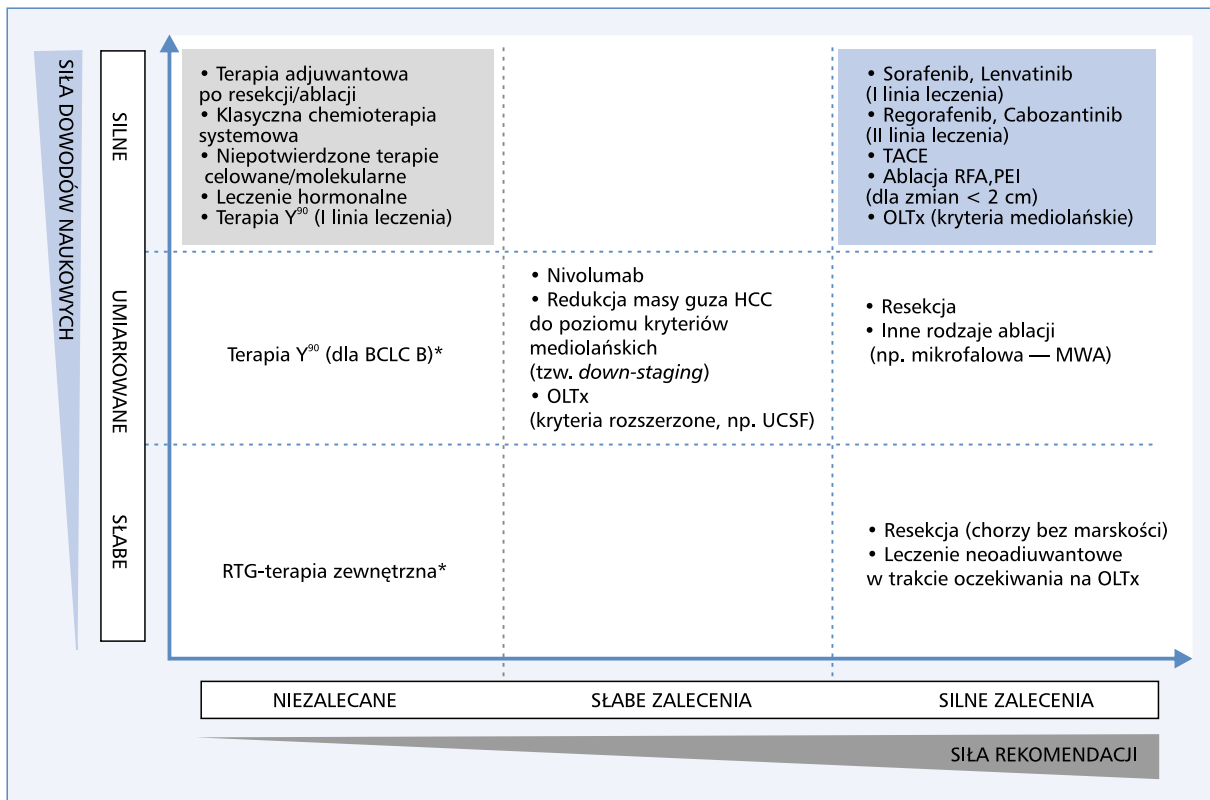 SIŁA DOWODÓW NAUKOWYCH
SILNE
UMIARKOWANE
SŁABE
• Terapia adjuwantowa
po resekcji/ablacji
• Klasyczna chemioterapia
systemowa
• Niepotwierdzone terapie
celowane/molekularne
• Leczenie hormonalne
• Terapia Y⁹⁰ (I linia leczenia)
• Sorafenib, Lenvatinib
(I linia leczenia)
• Regorafenib, Cabozantinib
(II linia leczenia)
• TACE
• Ablacja RFA,PEI
(dla zmian < 2 cm)
• OLTx (kryteria mediolańskie)
Terapia Y⁹⁰ (dla BCLC B)*
• Nivolumab
• Redukcja masy guza HCC
do poziomu kryteriów
mediolańskich
(tzw. down-staging)
• OLTx
(kryteria rozszerzone, np. UCSF)
• Resekcja
• Inne rodzaje ablacji
(np. mikrofalowa — MWA)
RTG-terapia zewnętrzna*
• Resekcja (chorzy bez marskości)
• Leczenie neoadiuwantowe
w trakcie oczekiwania na OLTx
NIEZALECANE
SŁABE ZALECENIA
SILNE ZALECENIA
SIŁA REKOMENDACJI